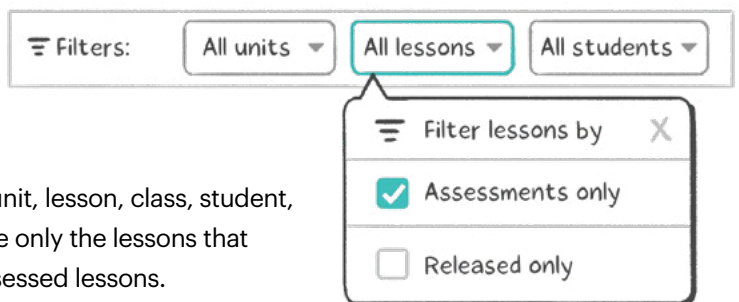 Filters: All units All lessons All students
Filter lessons by X
Assessments only
Released only
unit, lesson, class, student,
only the lessons that
lessons.